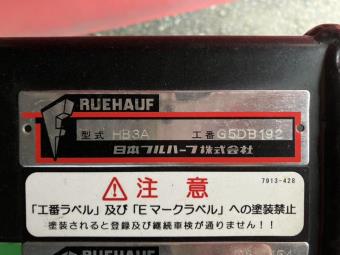 RUEHAUF
型式 HB3A 工番 G5DB192
日本フルハーフ株式会社
7913-428
⚠注意
「工番ラベル」及び「Eマークラベル」への塗装禁止
塗装されると登録及び継続車検が通りません!!
RUEHAUF